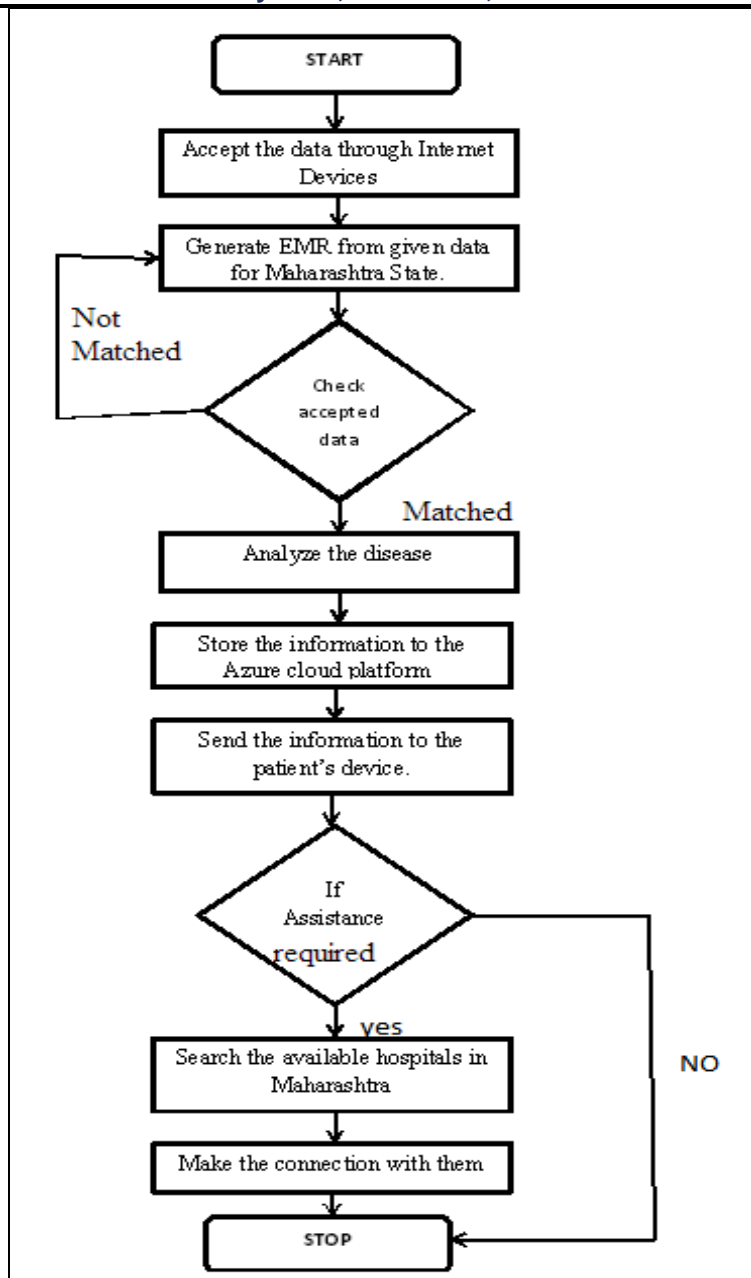 START
Accept the data through Internet
Devices
Generate EMR from given data
for Maharashtra State.
Not
Matched
Check
accepted
data
Matched
Analyze the disease
Store the information to the
Azure cloud platform
Send the information to the
patient's device.
If
Assistance
required
yes
Search the available hospitals in
Maharashtra
NO
Make the connection with them
STOP